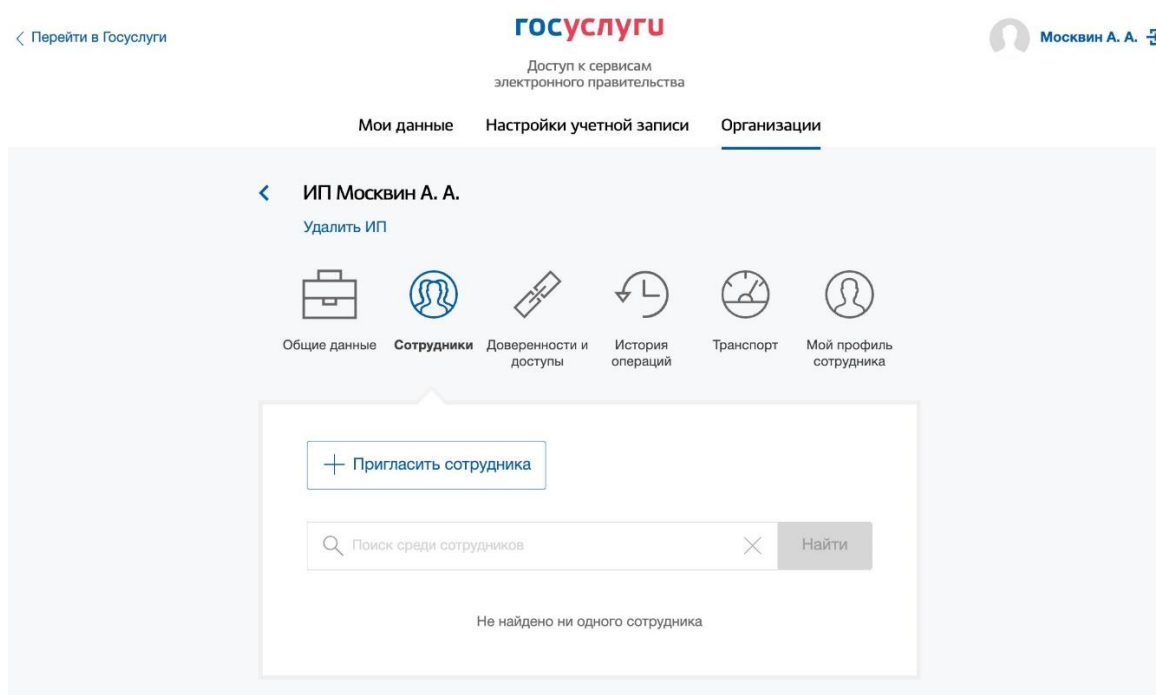 Перейти в Госуслуги
госуслуги
Москвин А. А.
Доступ к сервисам
электронного правительства
Мои данные
Настройки учетной записи
Организации
ИП Москвин А. А.
Удалить ИП
Общие данные
Сотрудники
Доверенности и
доступы
История
операций
Транспорт
Мой профиль
сотрудника
Пригласить сотрудника
Поиск среди сотрудников
Найти
Не найдено ни одного сотрудника